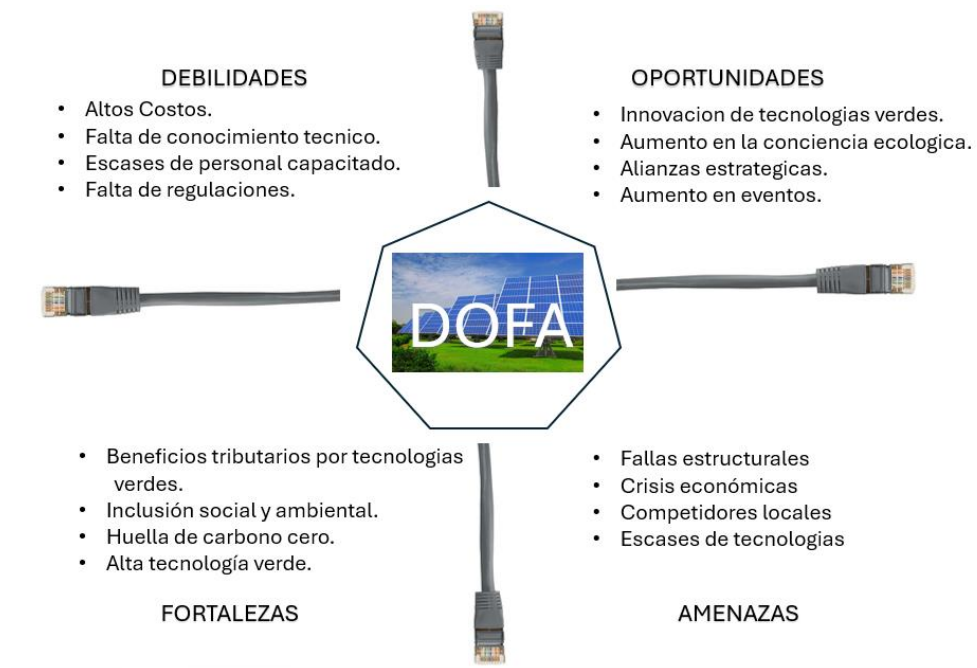 DEBILIDADES
• Altos Costos.
• Falta de conocimiento tecnico.
• Escases de personal capacitado.
• Falta de regulaciones.
OPORTUNIDADES
• Innovacion de tecnologias verdes.
• Aumento en la conciencia ecologica.
• Alianzas estrategicas.
• Aumento en eventos.
DOFA
• Beneficios tributarios por tecnologias
verdes.
• Inclusión social y ambiental.
• Huella de carbono cero.
• Alta tecnología verde.
FORTALEZAS
• Fallas estructurales
• Crisis económicas
• Competidores locales
• Escases de tecnologias
AMENAZAS